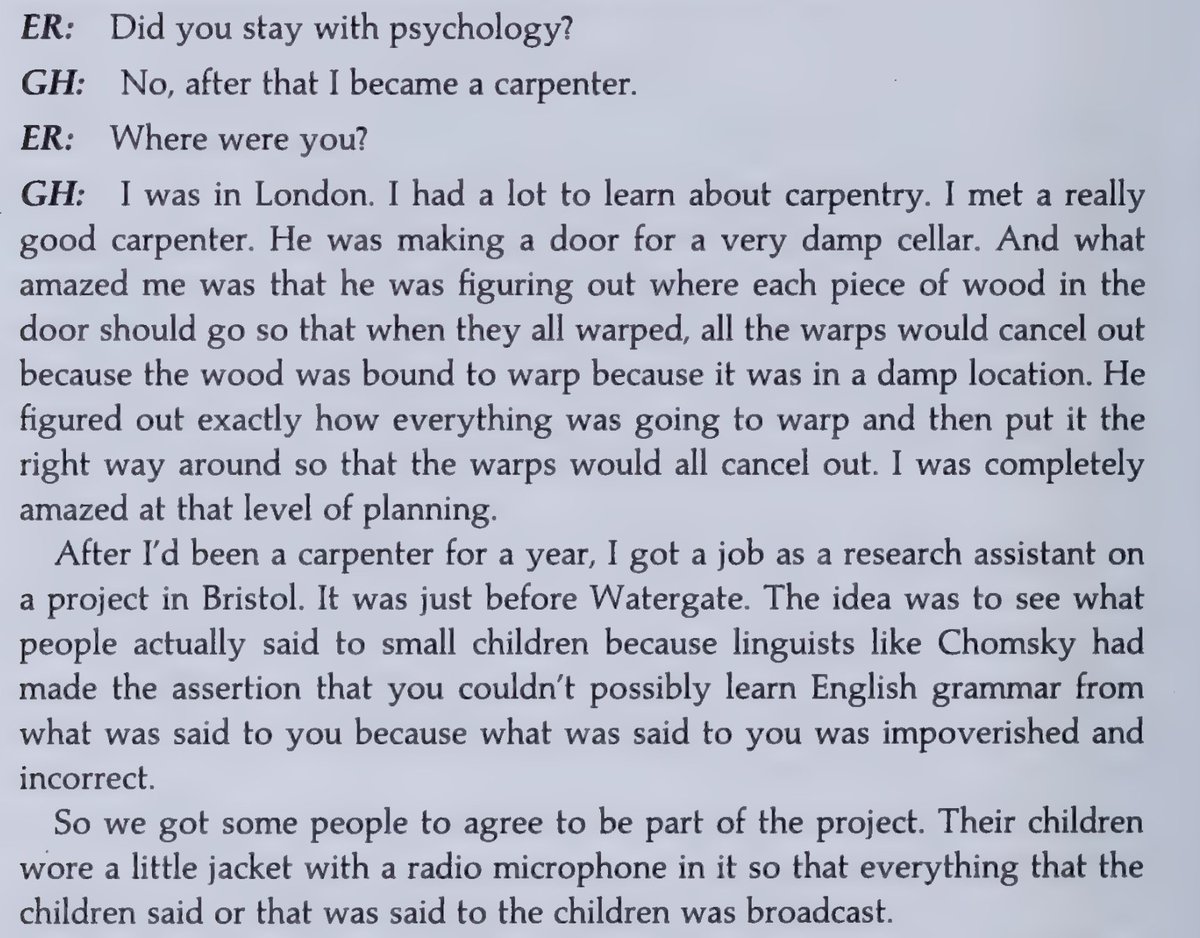 ER: Did you stay with psychology?
GH: No, after that I became a carpenter.
ER: Where were you?
GH: I was in London. I had a lot to learn about carpentry. I met a really
good carpenter. He was making a door for a very damp cellar. And what
amazed me was that he was figuring out where each piece of wood in the
door should go so that when they all warped, all the warps would cancel out
because the wood was bound to warp because it was in a damp location. He
figured out exactly how everything was going to warp and then put it the
right way around so that the warps would all cancel out. I was completely
amazed at that level of planning.
After I'd been a carpenter for a year, I got a job as a research assistant on
a project in Bristol. It was just before Watergate. The idea was to see what
people actually said to small children because linguists like Chomsky had
made the assertion that you couldn't possibly learn English grammar from
what was said to you because what was said to you was impoverished and
incorrect.
So we got some people to agree to be part of the project. Their children
wore a little jacket with a radio microphone in it so that everything that the
children said or that was said to the children was broadcast.